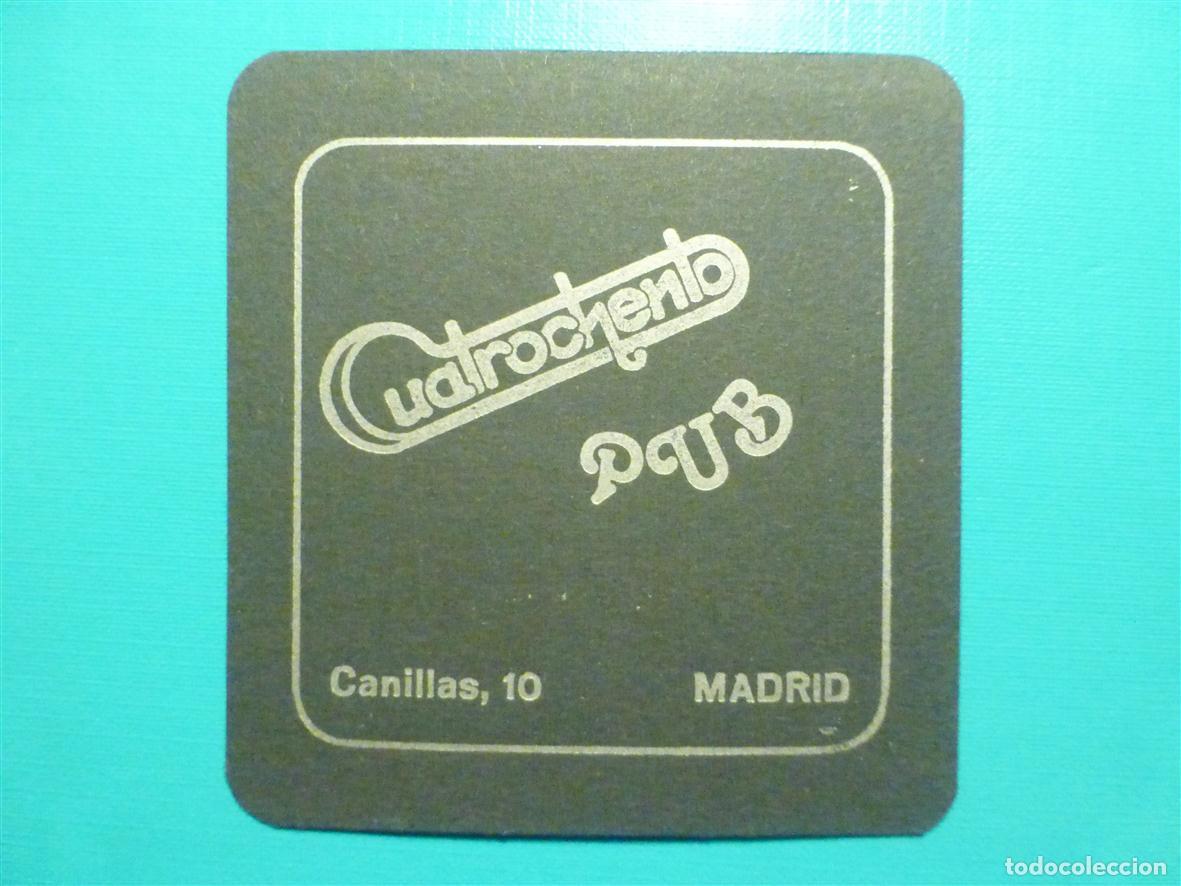 Cuatrochento
PUB
Canillas, 10 MADRID
todocoleccion